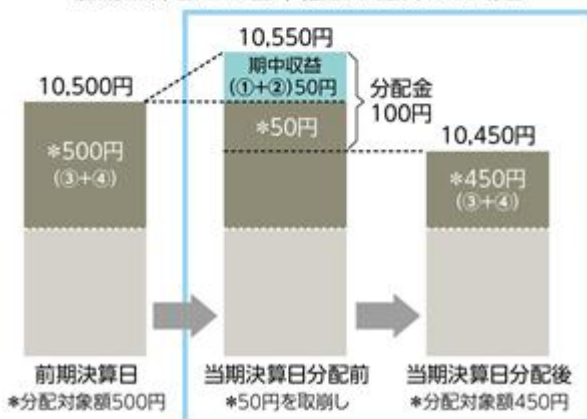 10,550円
期中収益
(①+②)50円
分配金
100円
10,500円
*50円
10,450円
*500円
(③+④)
*450円
(③+④)
前期決算日
当期決算日分配前
当期決算日分配後
*分配対象額500円
*50円を取崩し
*分配対象額450円